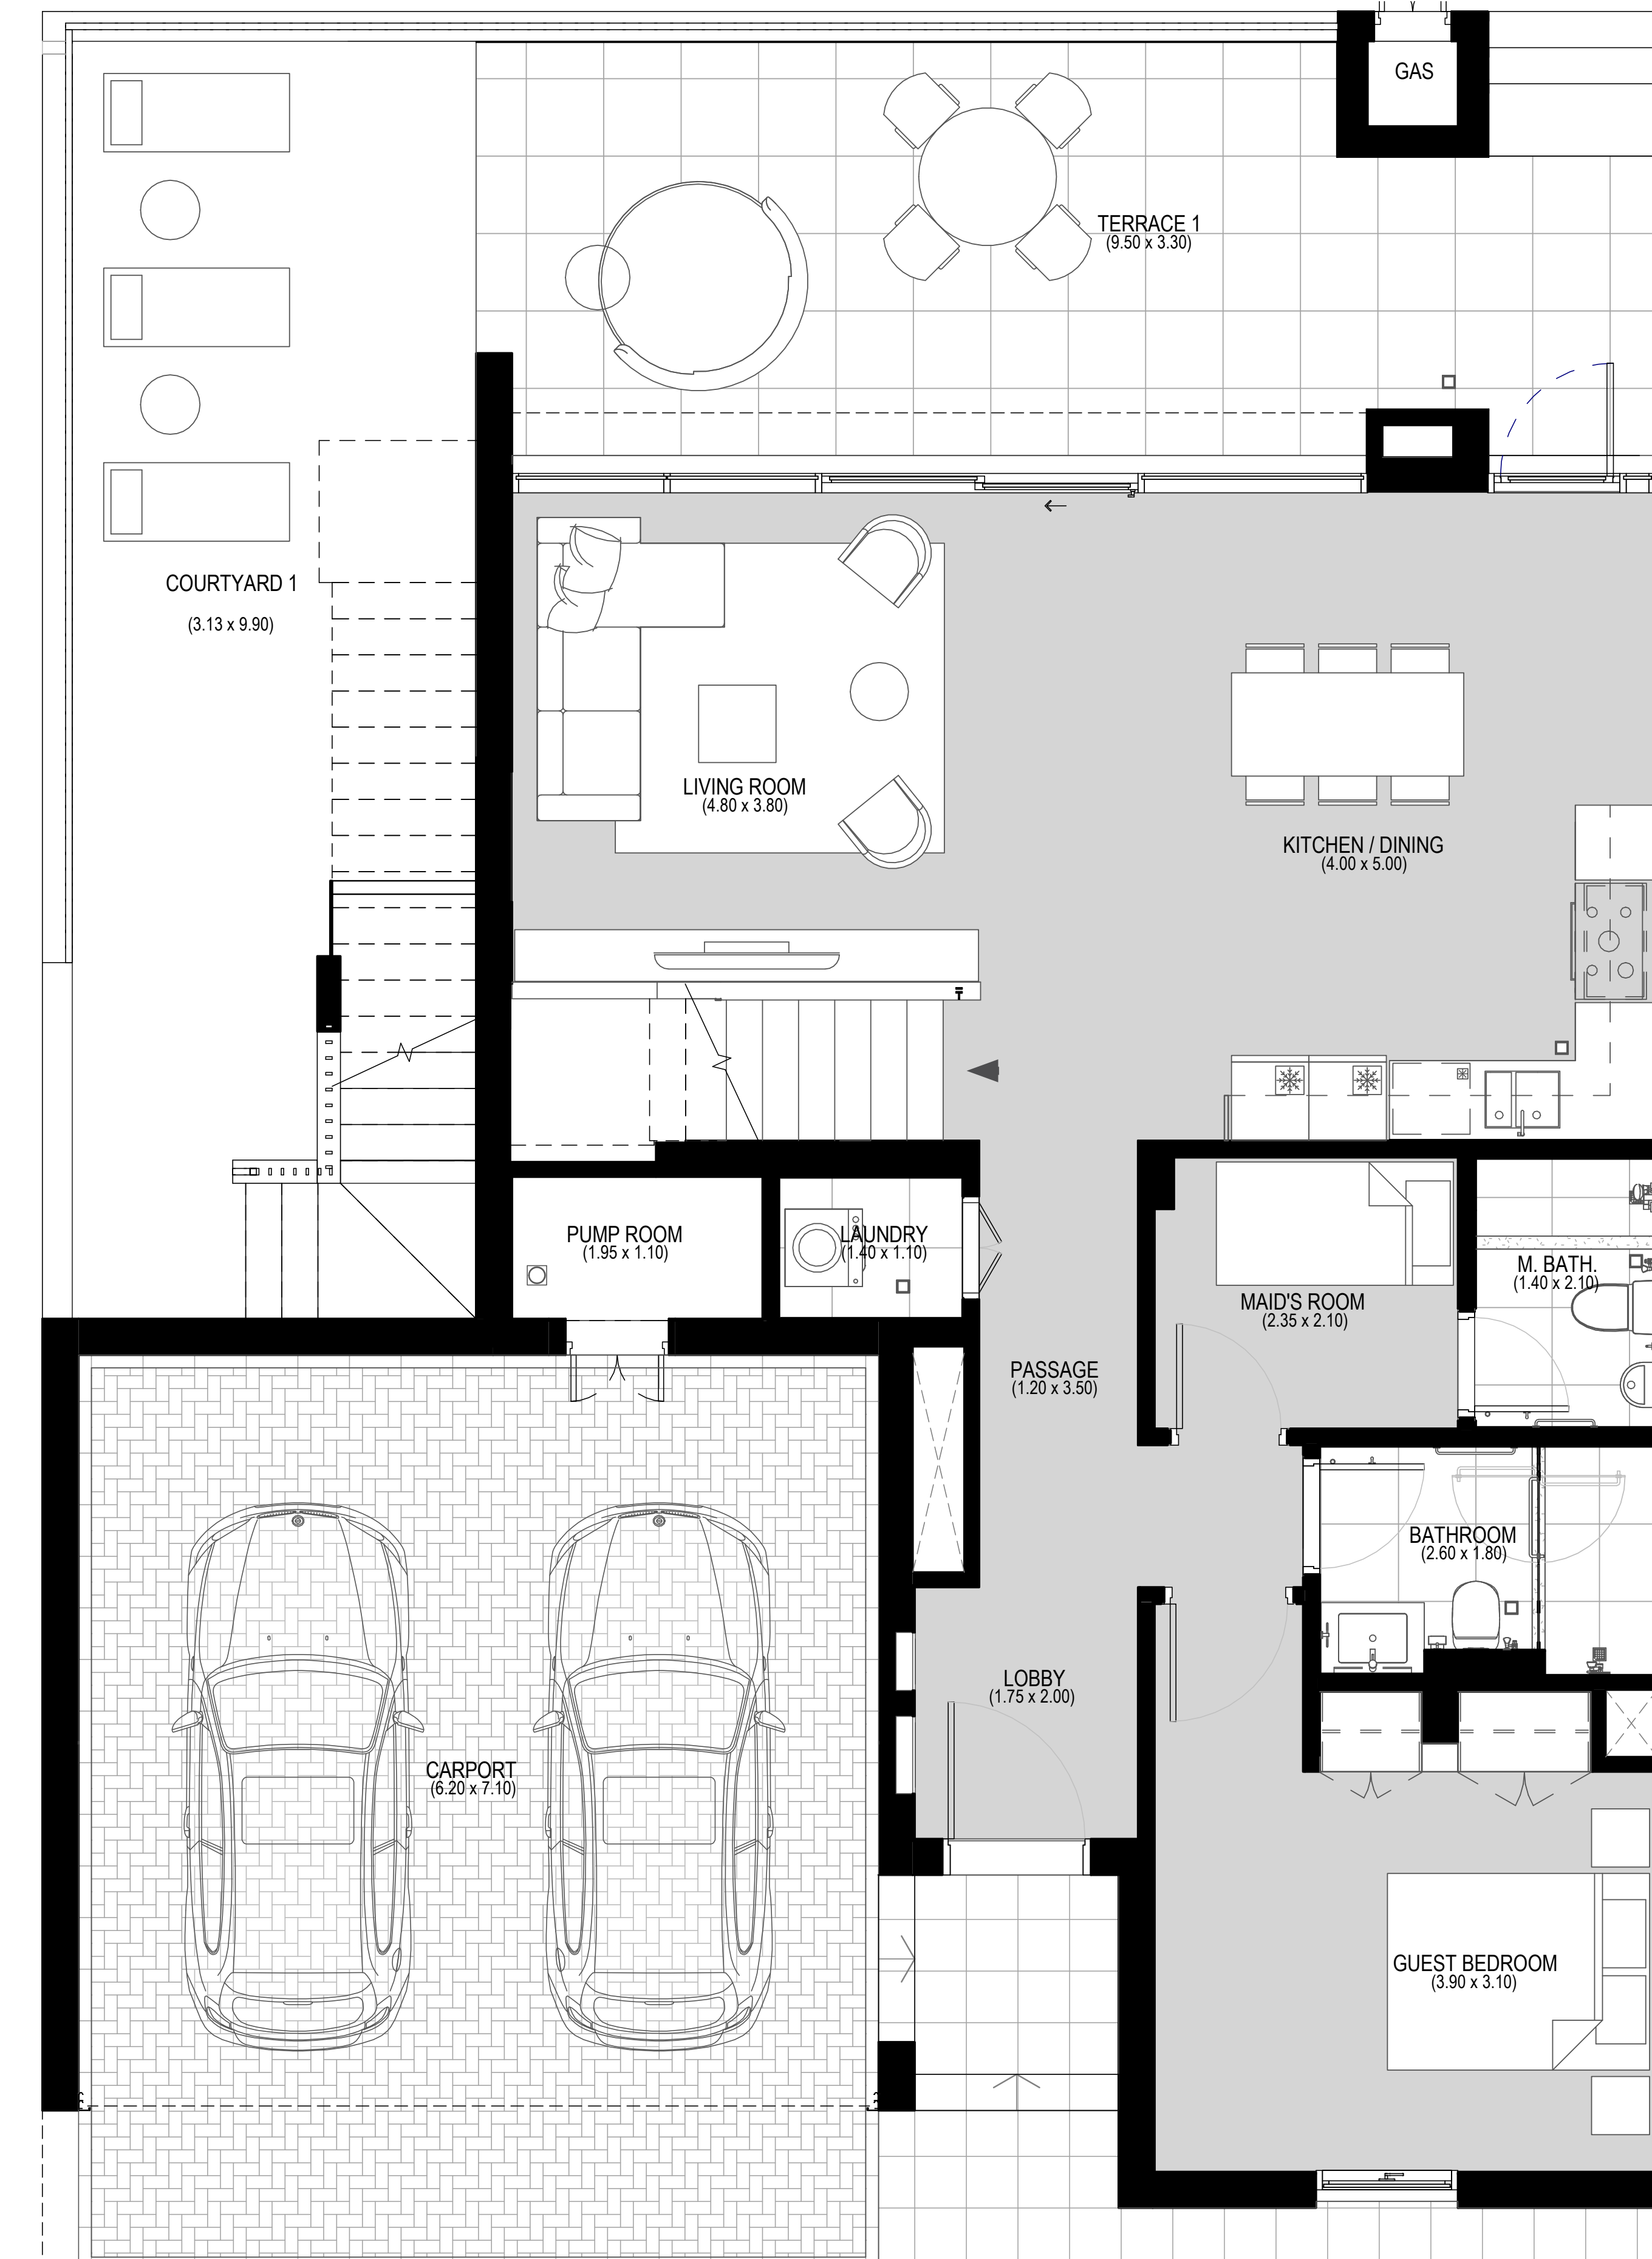 GAS
TERRACE 1
(9.50 x 3.30)
COURTYARD 1
(3.13 x 9.90)
LIVING ROOM
(4.80 x 3.80)
KITCHEN / DINING
(4.00 x 5.00)
PUMP ROOM
(1.95 x 1.10)
LAUNDRY
(1.40 x 1.10)
M. BATH.
(1.40 x 2.10)
MAID'S ROOM
(2.35 x 2.10)
PASSAGE
(1.20 x 3.50)
BATHROOM
(2.60 x 1.80)
LOBBY
(1.75 x 2.00)
CARPORT
(6.20 x 7.10)
GUEST BEDROOM
(3.90 x 3.10)